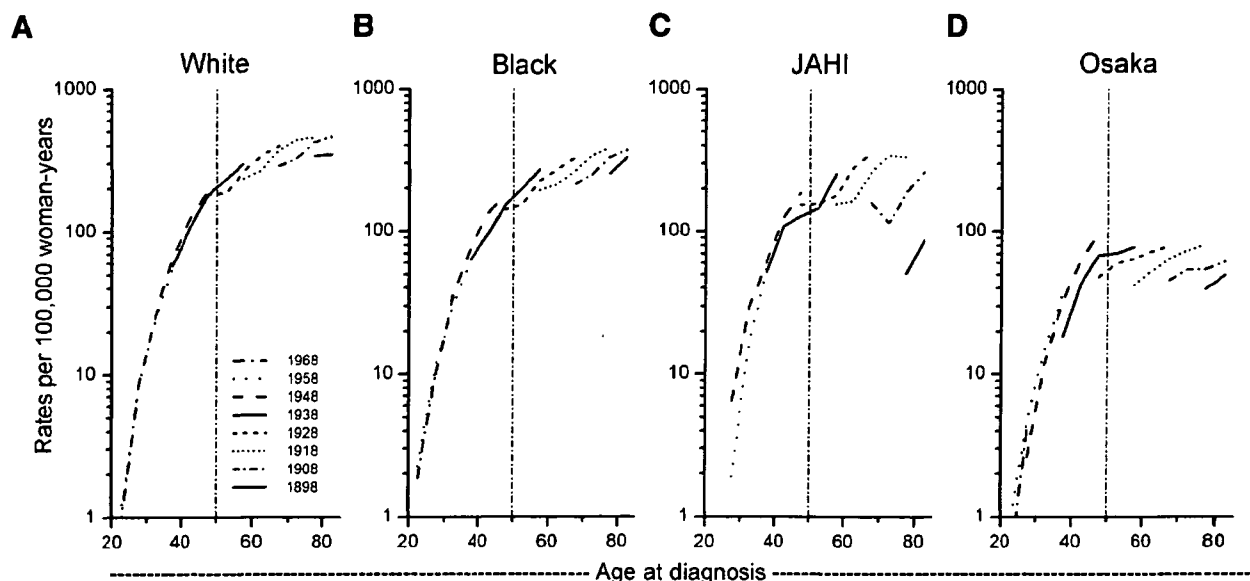 A B C D
White Black JAHI Osaka
Rates per 100,000 woman-years
1000 1000 1000 1000
100 100 100 100
10 10 10 10
1 1 1 1
1968
1958
1948
1938
1928
1918
1908
1898
20 40 60 80 20 40 60 80 20 40 60 80 20 40 60 80
Age at diagnosis